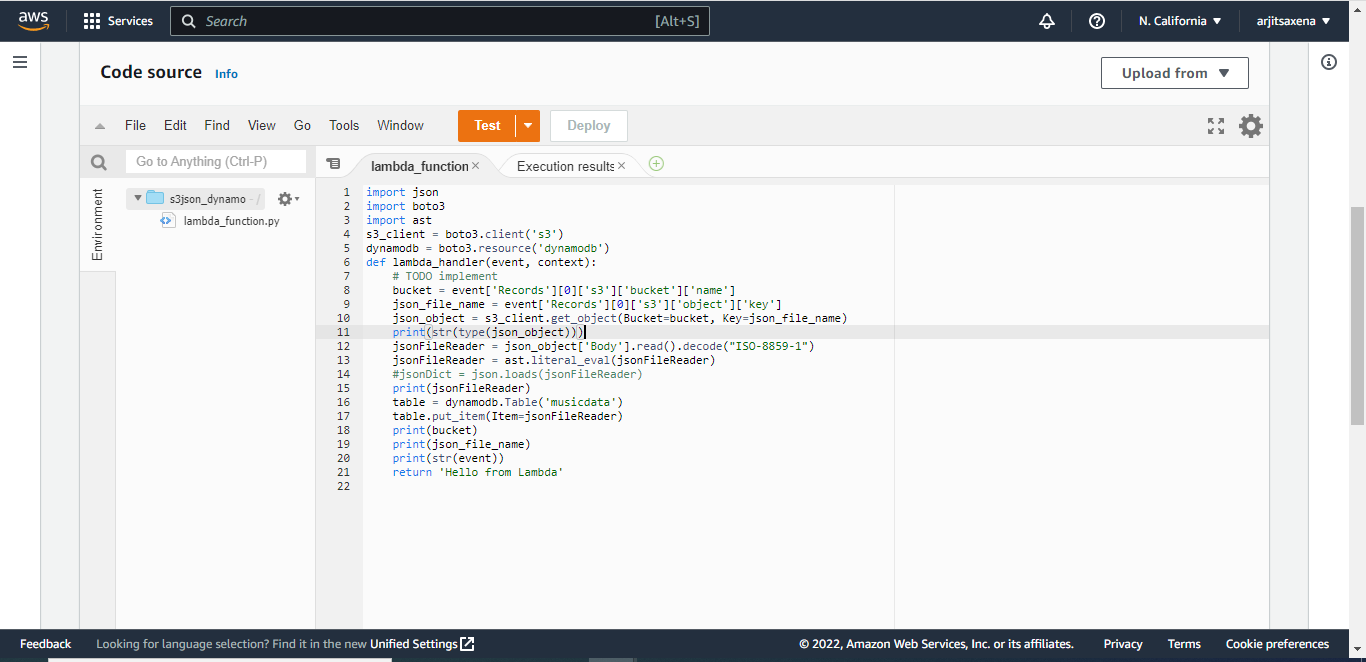 aws Services Search [Alt+S] N. California arjitsaxena
Code source Info Upload from
File Edit Find View Go Tools Window Test Deploy
Go to Anything (Ctrl-P) lambda_function Execution results
Environment
s3json_dynamo - /
lambda_function.py
1 import json
2 import boto3
3 import ast
4 s3_client = boto3.client('s3')
5 dynamodb = boto3.resource('dynamodb')
6 def lambda_handler(event, context):
7 # TODO implement
8 bucket = event['Records'][0]['s3']['bucket']['name']
9 json_file_name = event['Records'][0]['s3']['object']['key']
10 json_object = s3_client.get_object(Bucket=bucket, Key=json_file_name)
11 print(str(type(json_object)))
12 jsonFileReader = json_object['Body'].read().decode("ISO-8859-1")
13 jsonFileReader = ast.literal_eval(jsonFileReader)
14 #jsonDict = json.loads(jsonFileReader)
15 print(jsonFileReader)
16 table = dynamodb.Table('musicdata')
17 table.put_item(Item=jsonFileReader)
18 print(bucket)
19 print(json_file_name)
20 print(str(event))
21 return 'Hello from Lambda'
22
Feedback Looking for language selection? Find it in the new Unified Settings © 2022, Amazon Web Services, Inc. or its affiliates. Privacy Terms Cookie preferences